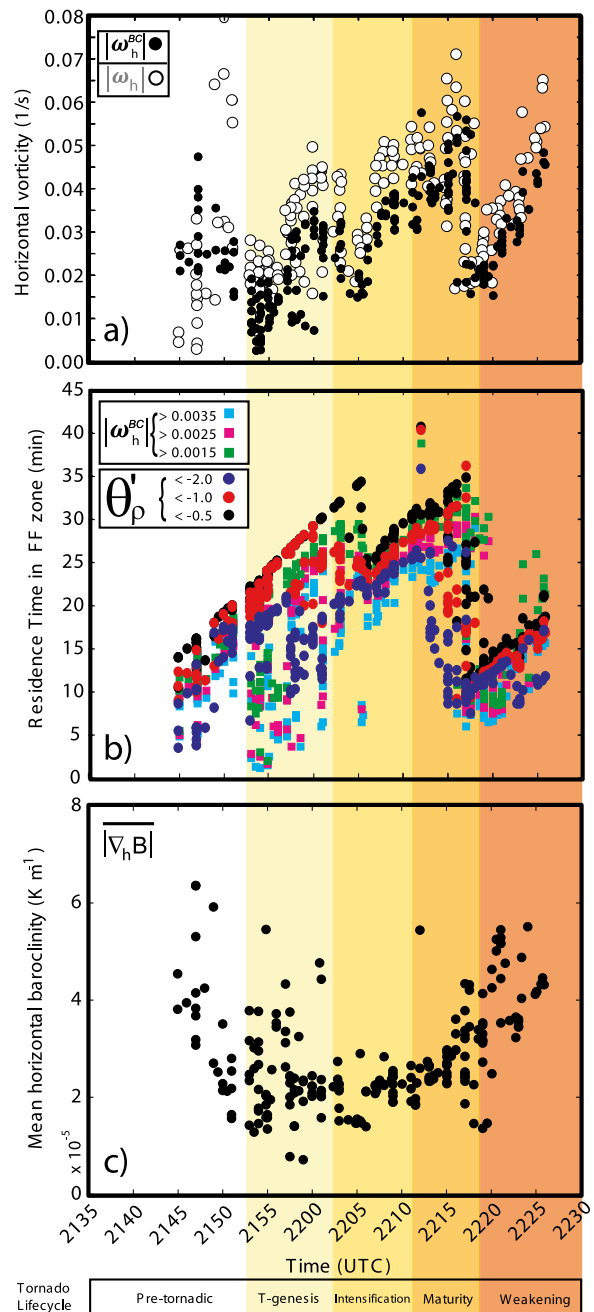 0.08
0.07
0.06
0.05
0.04
0.03
0.02
0.01
0.00
Horizontal vorticity (1/s)
|ω_h^BC|
|ω_h|
a)
45
40
35
30
25
20
15
10
5
0
Residence Time in FF zone (min)
|ω_h^BC|
> 0.0035
> 0.0025
> 0.0015
θ'_ρ
< -2.0
< -1.0
< -0.5
b)
8
6
4
2
0
Mean horizontal baroclinity (K m⁻¹)
x 10⁻⁵
|∇_h B|
c)
2135
2140
2145
2150
2155
2200
2205
2210
2215
2220
2225
2230
Time (UTC)
Tornado
Lifecycle
Pre-tornadic
T-genesis
Intensification
Maturity
Weakening